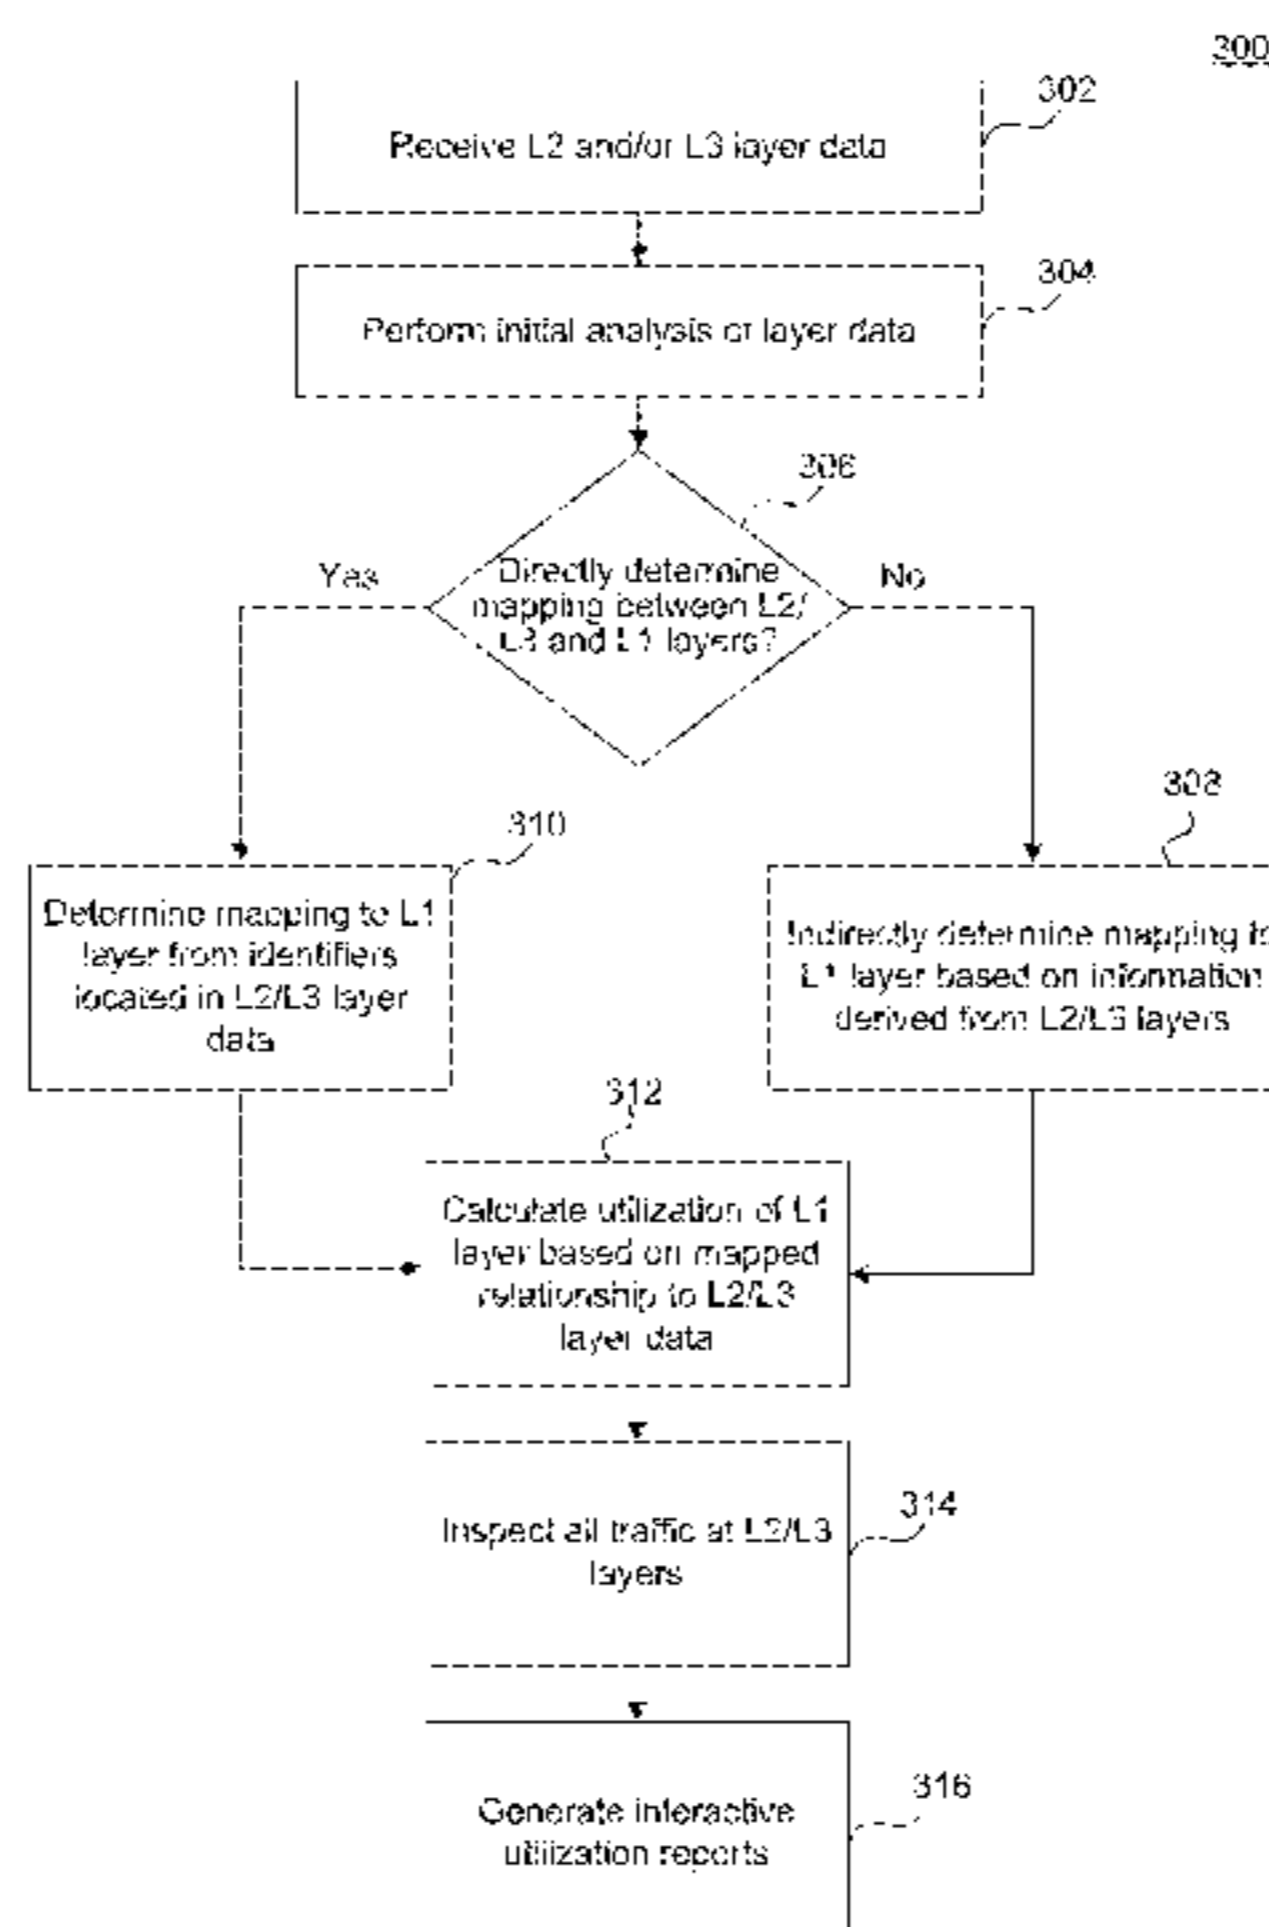 300
302
Receive L2 and/or L3 layer data
304
Perform initial analysis of layer data
306
Yes
Directly determine
No
mapping between L2/
L3 and L1 layers?
308
310
Determine mapping to L1
layer from identifiers
located in L2/L3 layer
data
Indirectly determine mapping to
L1 layer based on information
derived from L2/L3 layers
312
Calculate utilization of L1
layer based on mapped
relationship to L2/L3
layer data
314
Inspect all traffic at L2/L3
layers
316
Generate interactive
utilization reports